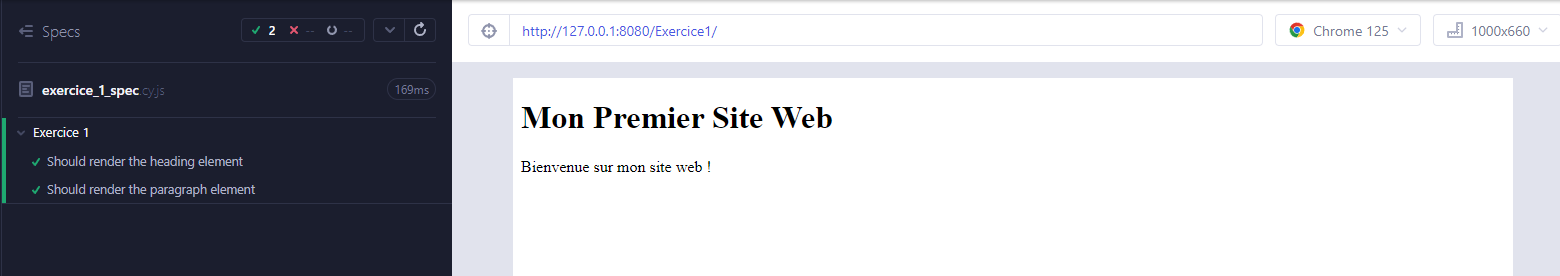 Specs
2 -- --
exercice_1_spec.cy.js
169ms
Exercice 1
Should render the heading element
Should render the paragraph element
http://127.0.0.1:8080/Exercice1/
Chrome 125
1000x660
Mon Premier Site Web
Bienvenue sur mon site web !